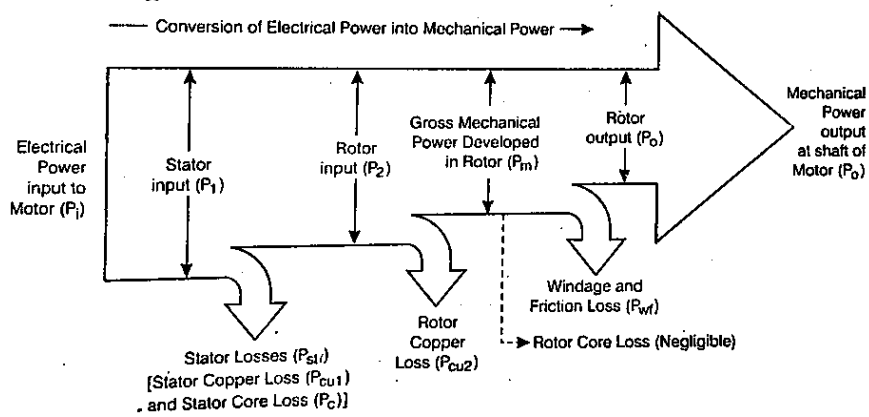 Conversion of Electrical Power into Mechanical Power
Electrical
Power
input to
Motor (Pi)
Stator
input (P1)
Rotor
input (P2)
Gross Mechanical
Power Developed
in Rotor (Pm)
Rotor
output (Po)
Mechanical
Power
output
at shaft of
Motor (Po)
Stator Losses (Pstl)
[Stator Copper Loss (Pcu1)
and Stator Core Loss (Pc)]
Rotor
Copper
Loss (Pcu2)
Windage and
Friction Loss (Pwf)
Rotor Core Loss (Negligible)